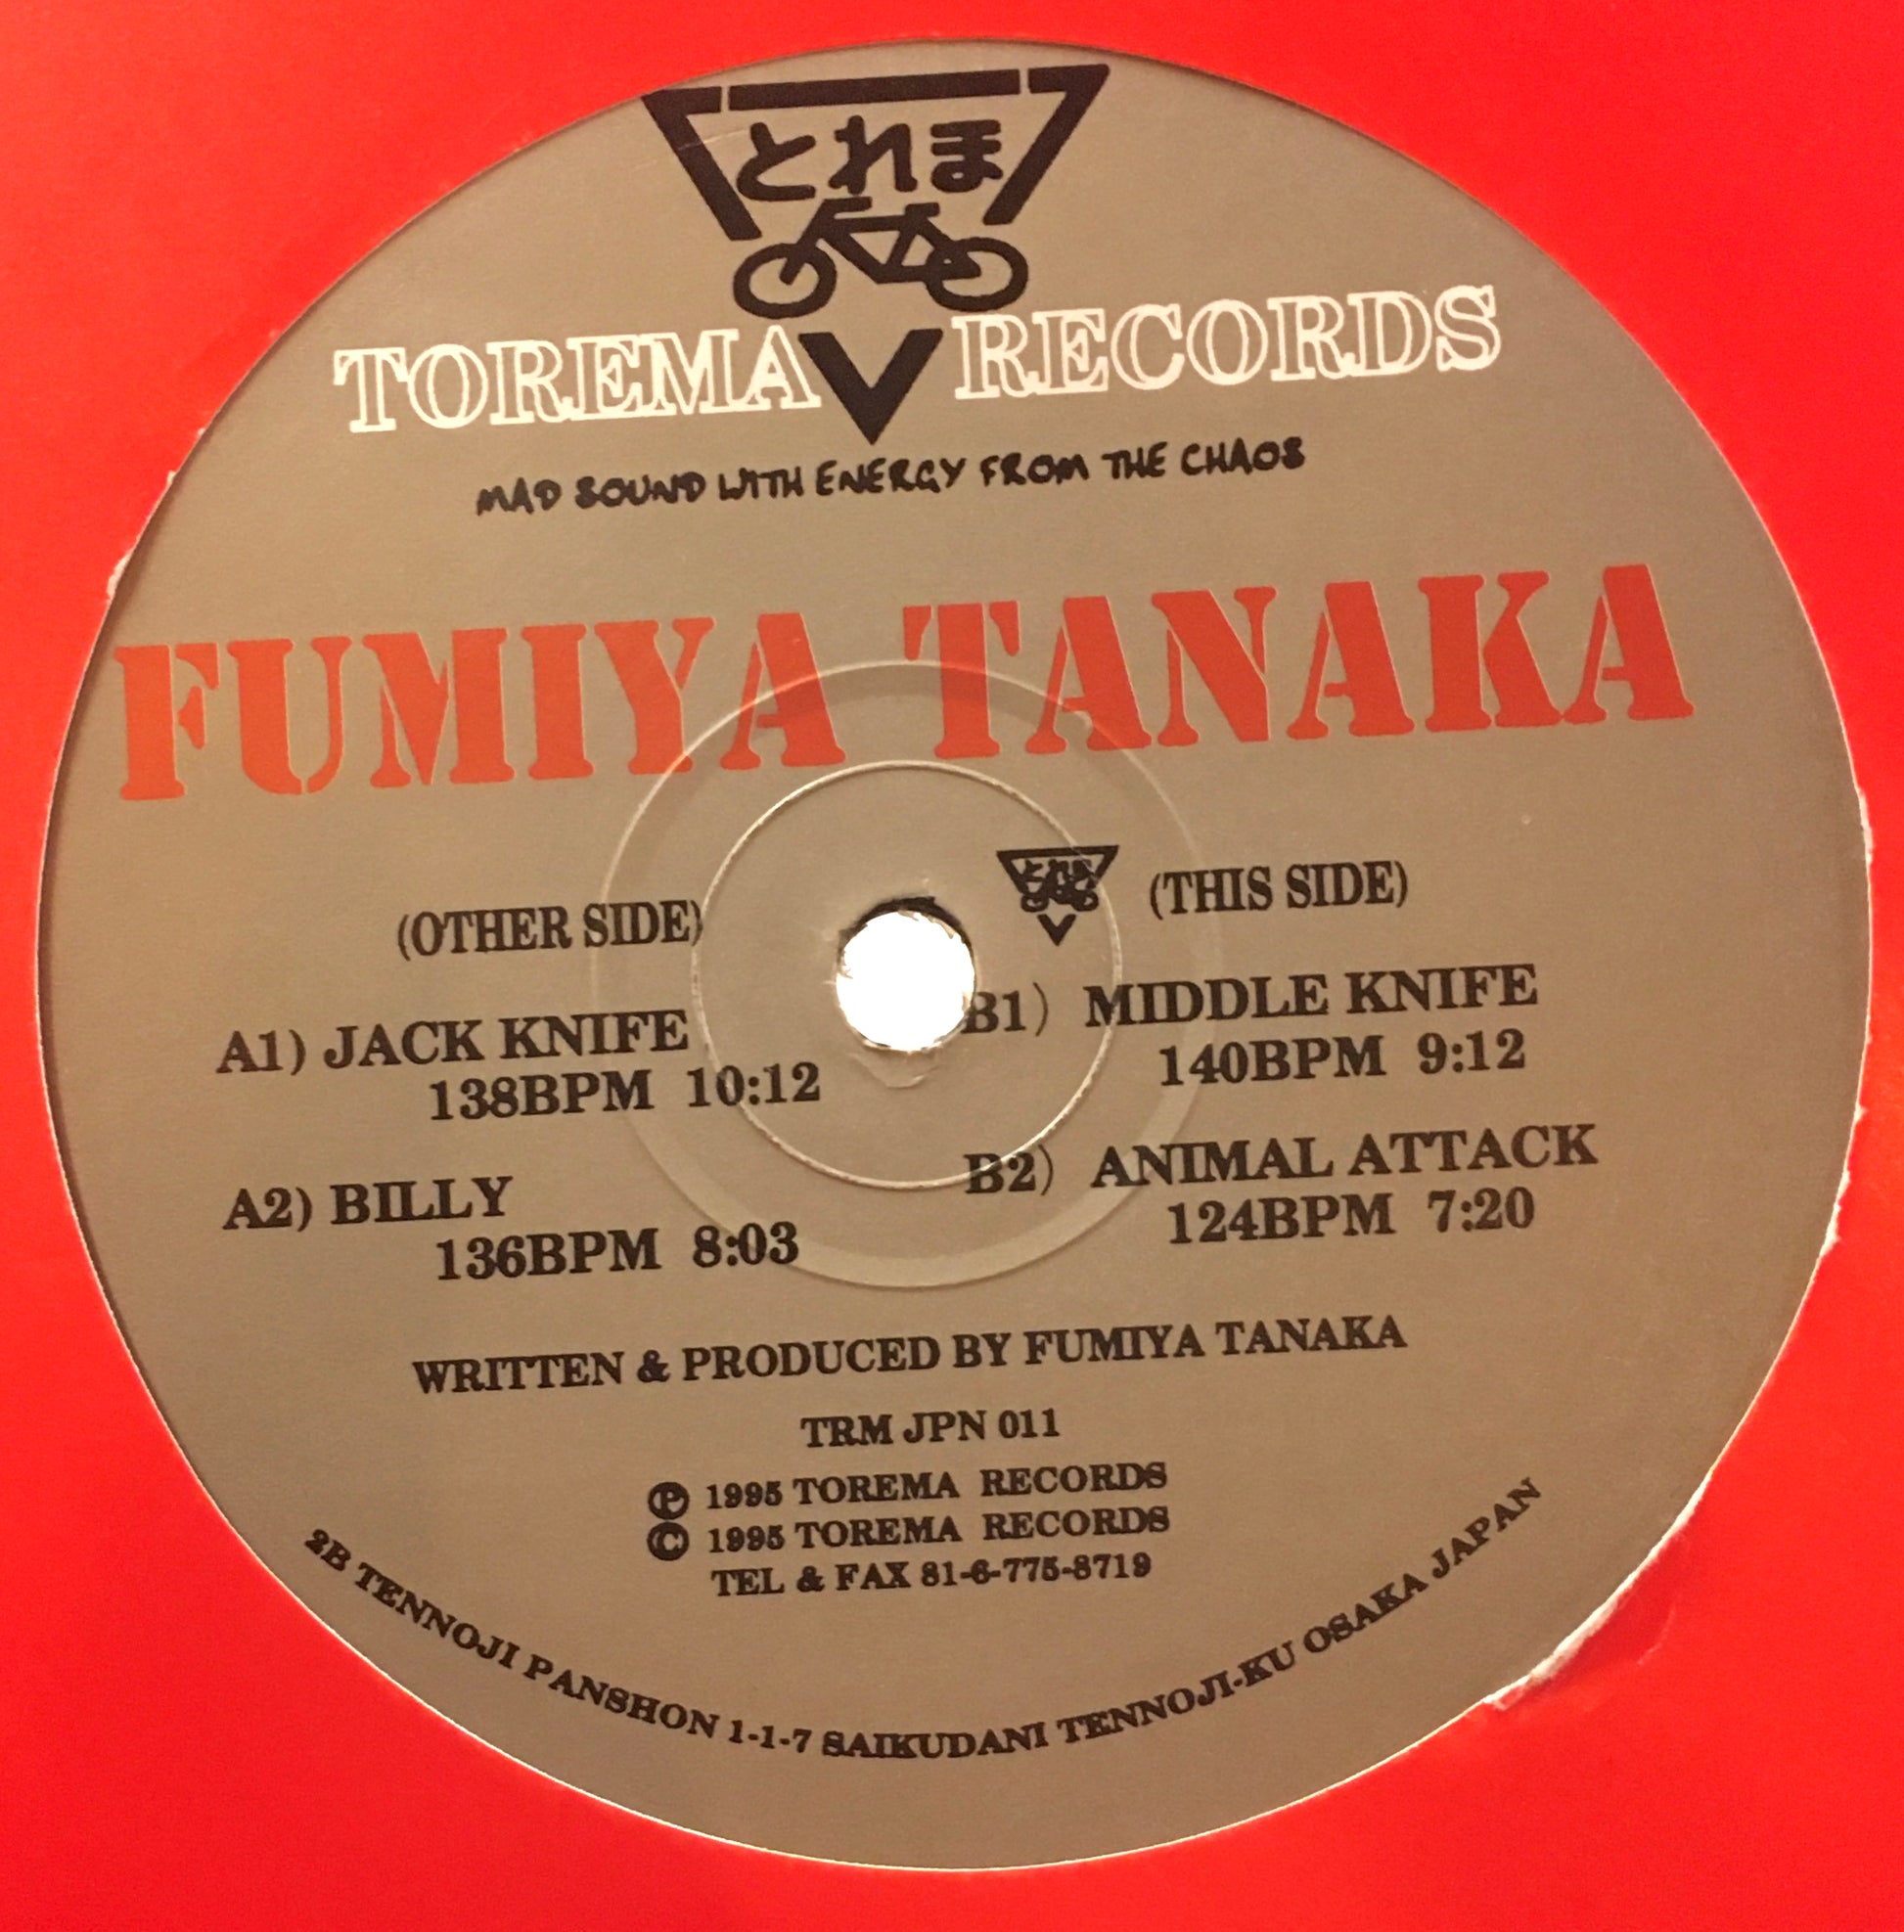 とれま
TOREMA RECORDS
MAD SOUND WITH ENERGY FROM THE CHAOS
FUMIYA TANAKA
(OTHER SIDE)
A1) JACK KNIFE
138BPM 10:12
A2) BILLY
136BPM 8:03
とれま (THIS SIDE)
B1) MIDDLE KNIFE
140BPM 9:12
B2) ANIMAL ATTACK
124BPM 7:20
WRITTEN & PRODUCED BY FUMIYA TANAKA
TRM JPN 011
℗ 1995 TOREMA RECORDS
© 1995 TOREMA RECORDS
TEL & FAX 81-6-775-8719
2B TENNOJI PANSHON 1-1-7 SAIKUDANI TENNOJI-KU OSAKA JAPAN